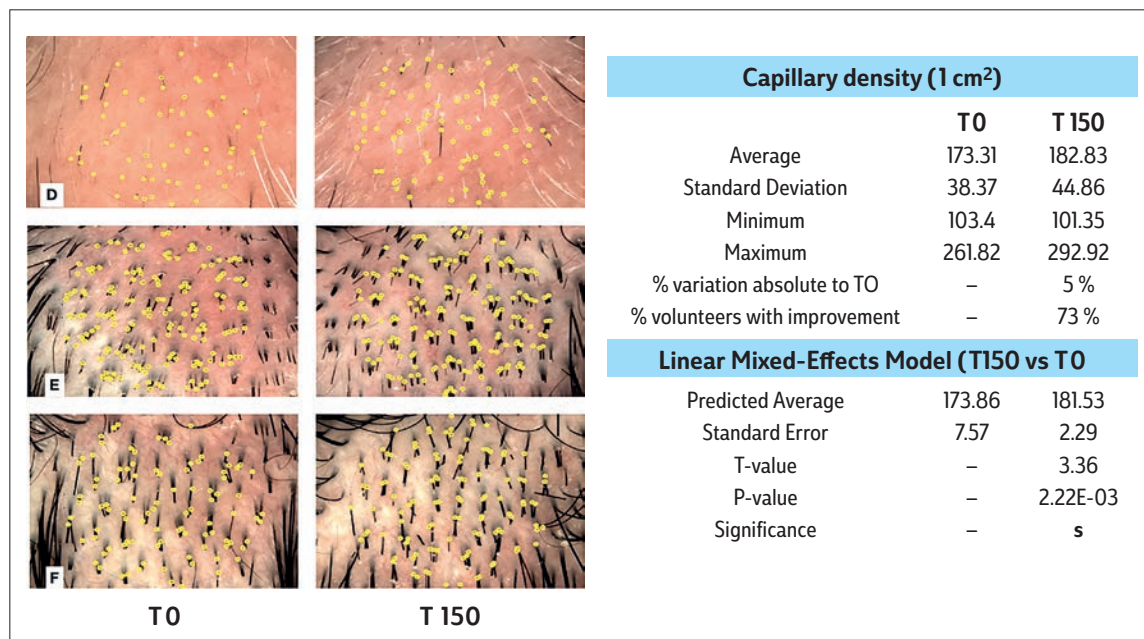 D
E
F
T 0 T 150
Capillary density (1 cm²)
T 0 T 150
Average 173.31 182.83
Standard Deviation 38.37 44.86
Minimum 103.4 101.35
Maximum 261.82 292.92
% variation absolute to TO – 5 %
% volunteers with improvement – 73 %
Linear Mixed-Effects Model (T150 vs T 0
Predicted Average 173.86 181.53
Standard Error 7.57 2.29
T-value – 3.36
P-value – 2.22E-03
Significance – s